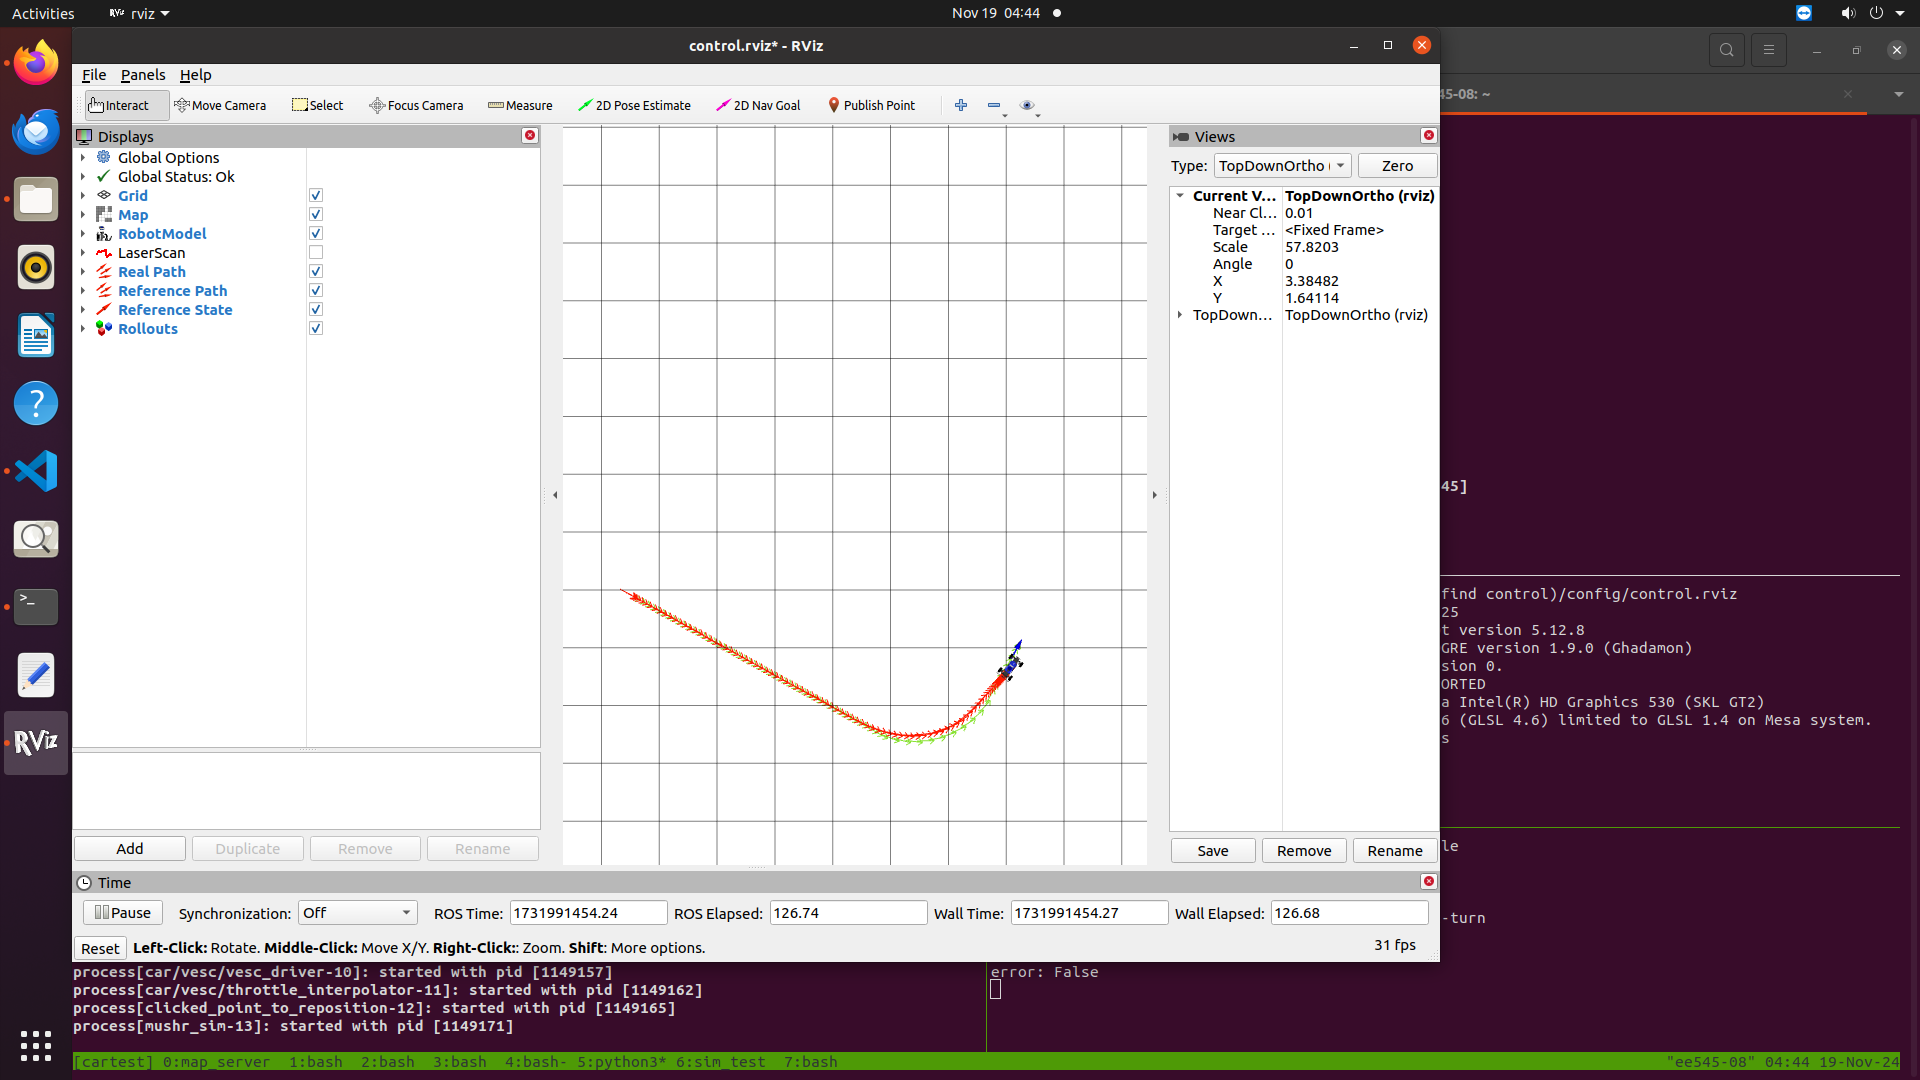 Activities
rviz
Nov 19 04:44
control.rviz* - RViz
45-08: ~
File Panels Help
Interact Move Camera Select Focus Camera Measure 2D Pose Estimate 2D Nav Goal Publish Point
Displays
Global Options
Global Status: Ok
Grid
Map
RobotModel
LaserScan
Real Path
Reference Path
Reference State
Rollouts
Add Duplicate Remove Rename
Views
Type: TopDownOrtho Zero
Current V... TopDownOrtho (rviz)
Near Cl... 0.01
Target ... <Fixed Frame>
Scale 57.8203
Angle 0
X 3.38482
Y 1.64114
TopDown... TopDownOrtho (rviz)
Save Remove Rename
45]
find control)/config/control.rviz
25
t version 5.12.8
GRE version 1.9.0 (Ghadamon)
sion 0.
ORTED
a Intel(R) HD Graphics 530 (SKL GT2)
6 (GLSL 4.6) limited to GLSL 1.4 on Mesa system.
s
le
-turn
RViz
Time
Pause Synchronization: Off ROS Time: 1731991454.24 ROS Elapsed: 126.74 Wall Time: 1731991454.27 Wall Elapsed: 126.68
Reset Left-Click: Rotate. Middle-Click: Move X/Y. Right-Click:: Zoom. Shift: More options. 31 fps
process[car/vesc/vesc_driver-10]: started with pid [1149157]
process[car/vesc/throttle_interpolator-11]: started with pid [1149162]
process[clicked_point_to_reposition-12]: started with pid [1149165]
process[mushr_sim-13]: started with pid [1149171]
error: False
[cartest] 0:map_server 1:bash 2:bash 3:bash 4:bash- 5:python3* 6:sim_test 7:bash "ee545-08" 04:44 19-Nov-24